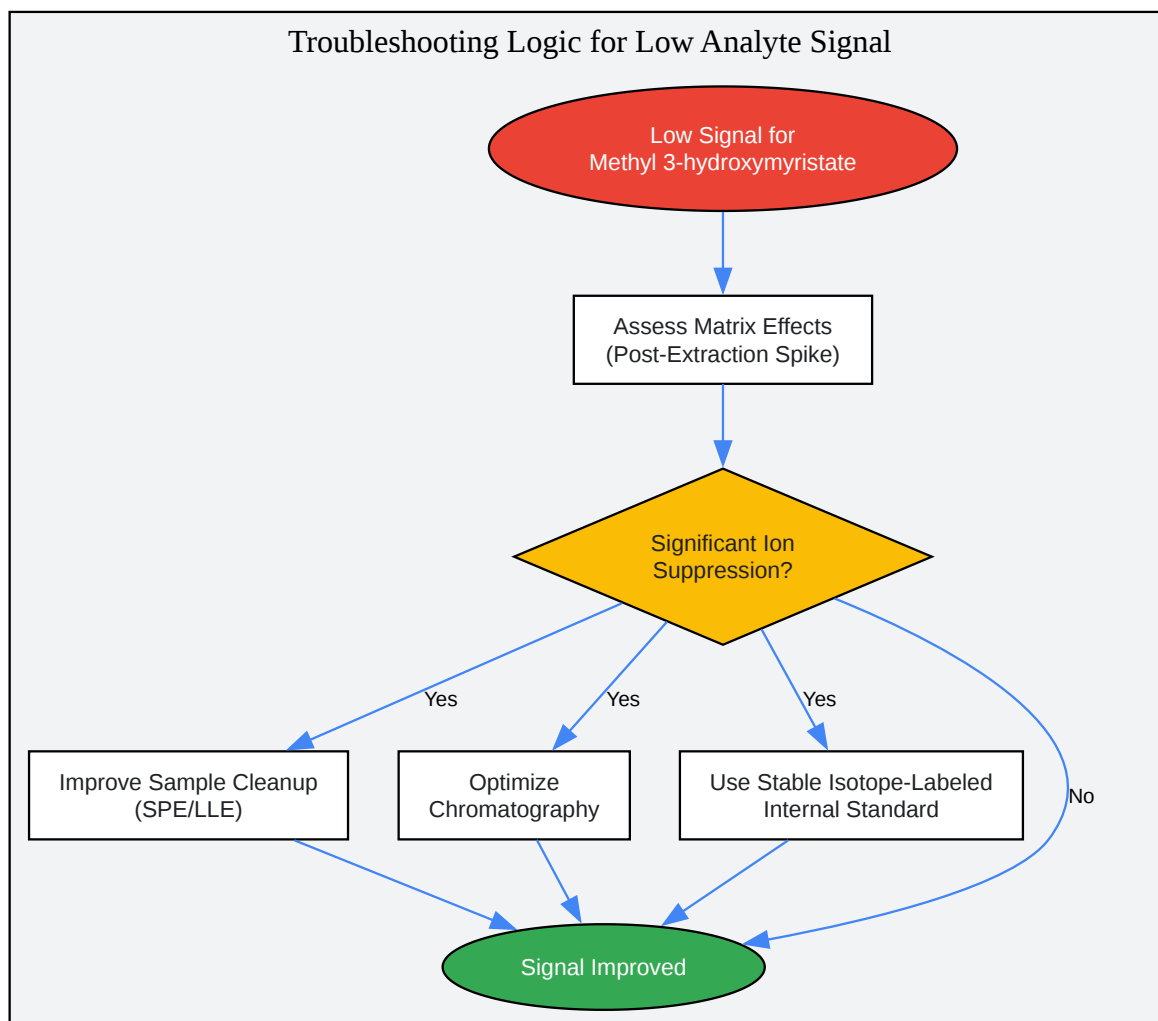 Troubleshooting Logic for Low Analyte Signal
Low Signal for
Methyl 3-hydroxymyristate
Assess Matrix Effects
(Post-Extraction Spike)
Significant Ion
Suppression?
Yes
Yes
Yes
No
Improve Sample Cleanup
(SPE/LLE)
Optimize
Chromatography
Use Stable Isotope-Labeled
Internal Standard
Signal Improved